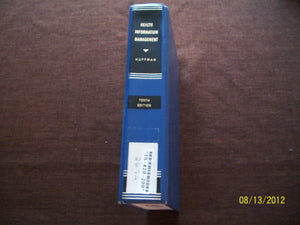 HEALTH
INFORMATION
MANAGEMENT
HUFFMAN
TENTH
EDITION
08/13/2012